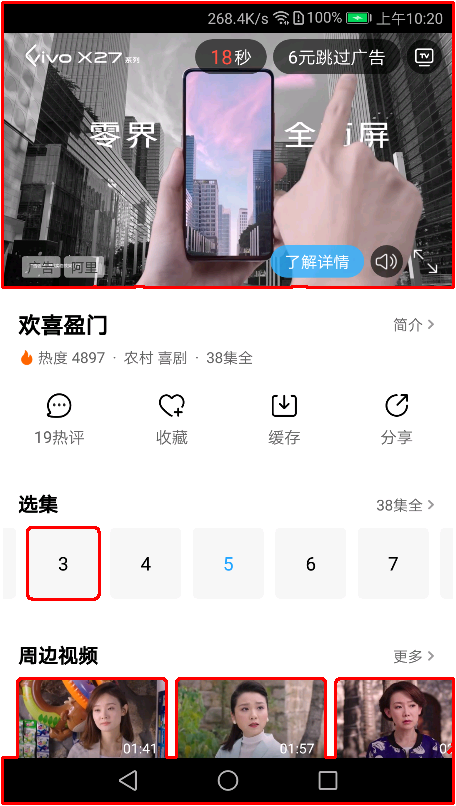 268.4K/s 100% 上午10:20
vivo X27系列
18秒
6元跳过广告
TV
零界 全 屏
广告 阿里
了解详情
欢喜盈门
简介
热度 4897 · 农村 喜剧 · 38集全
19热评
收藏
缓存
分享
选集
38集全
3
4
5
6
7
周边视频
更多
01:41
01:57